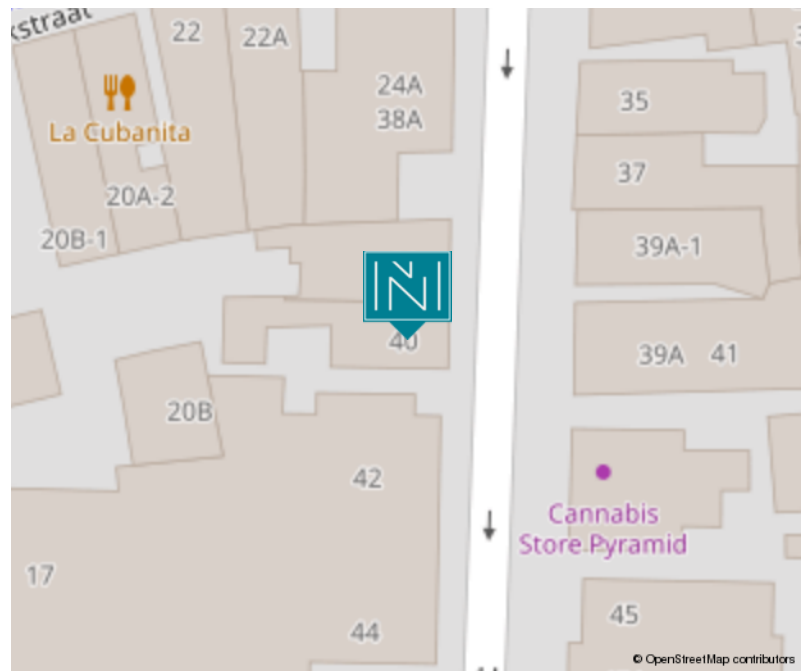 22
22A
24A
38A
La Cubanita
20A-2
20B-1
35
37
39A-1
N
40
39A
41
20B
42
Cannabis
Store Pyramid
17
44
45
© OpenStreetMap contributors